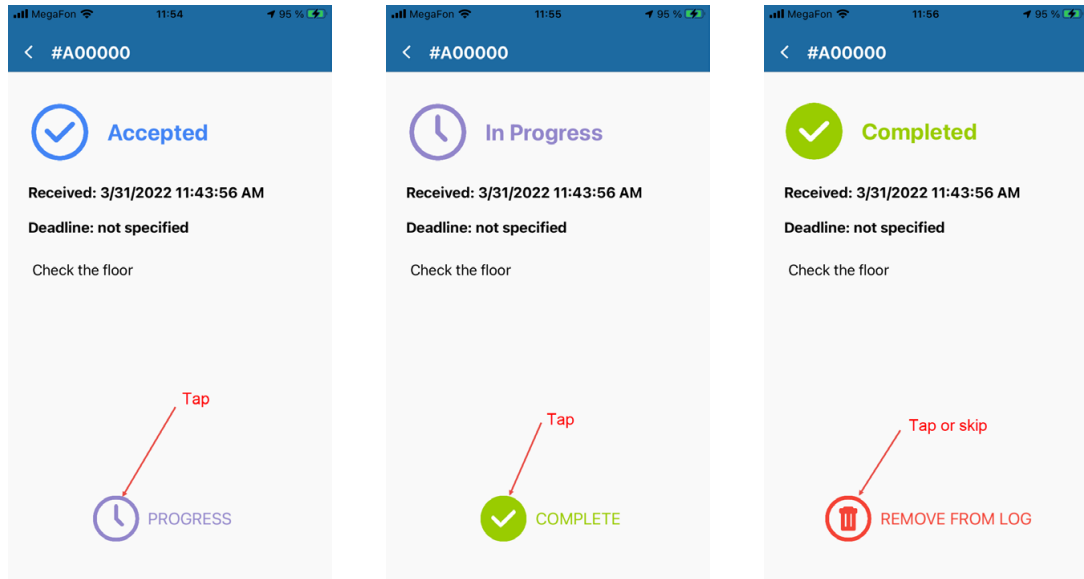 MegaFon 11:54 95 %
#A00000
Accepted
Received: 3/31/2022 11:43:56 AM
Deadline: not specified
Check the floor
Tap
PROGRESS
MegaFon 11:55 95 %
#A00000
In Progress
Received: 3/31/2022 11:43:56 AM
Deadline: not specified
Check the floor
Tap
COMPLETE
MegaFon 11:56 95 %
#A00000
Completed
Received: 3/31/2022 11:43:56 AM
Deadline: not specified
Check the floor
Tap or skip
REMOVE FROM LOG